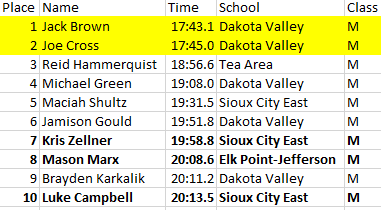 Place Name Time School Class
1 Jack Brown 17:43.1 Dakota Valley M
2 Joe Cross 17:45.0 Dakota Valley M
3 Reid Hammerquist 18:56.6 Tea Area M
4 Michael Green 19:08.0 Dakota Valley M
5 Maciah Shultz 19:31.5 Sioux City East M
6 Jamison Gould 19:51.8 Dakota Valley M
7 Kris Zellner 19:58.8 Sioux City East M
8 Mason Marx 20:08.6 Elk Point-Jefferson M
9 Brayden Karkalik 20:11.2 Dakota Valley M
10 Luke Campbell 20:13.5 Sioux City East M